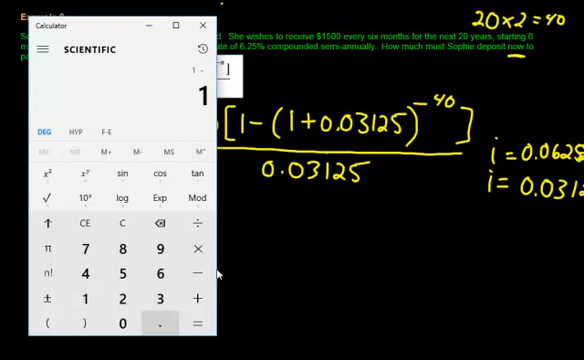 20×2=40
Calculator
SCIENTIFIC
She wishes to receive $1500 every six months for the next 20 years, starting 6
ate of 6.25% compounded semi-annually. How much must Sophie deposit now to
1 -
1
[1-(1+0.03125)^-40]
0.03125
i = 0.0625
i = 0.0312
DEG HYP F-E
MC MR M+ M- MS M˅
x² xʸ sin cos tan
√ 10ˣ log Exp Mod
↑ CE C ⌫ ÷
π 7 8 9 ×
n! 4 5 6 −
± 1 2 3 +
( ) 0 . =